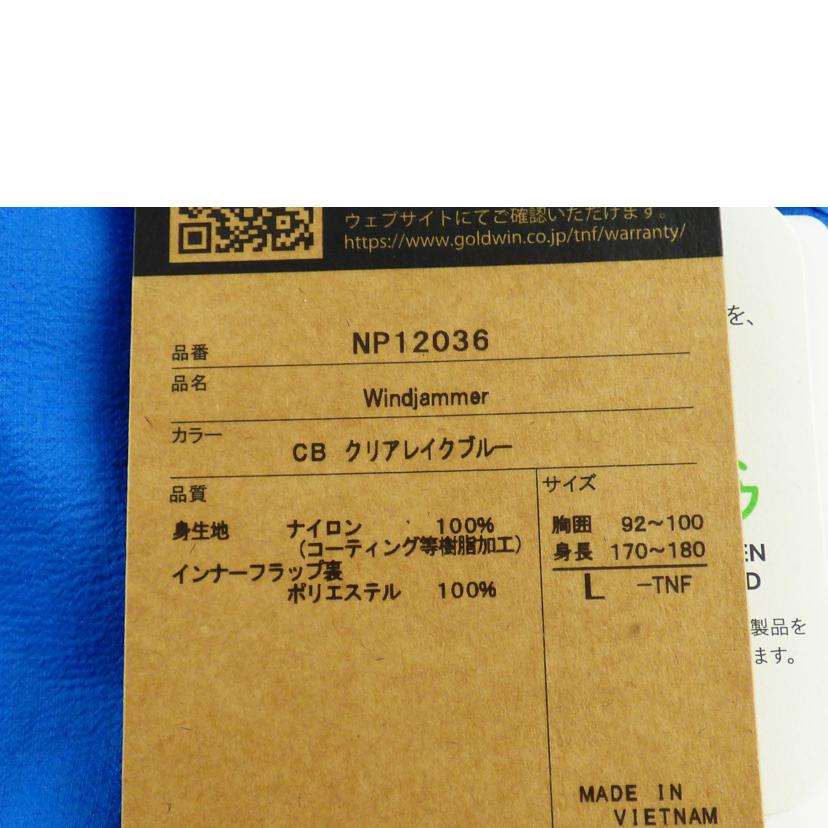 ウェブサイトにてご確認いただけます。
https://www.goldwin.co.jp/tnf/warranty/
品番 NP12036
品名 Windjammer
カラー CB クリアレイクブルー
品質
身生地 ナイロン 100%
(コーティング等樹脂加工)
インナーフラップ裏
ポリエステル 100%
サイズ
胸囲 92~100
身長 170~180
L -TNF
MADE IN
VIETNAM
を、
EN
D
製品を
ます。